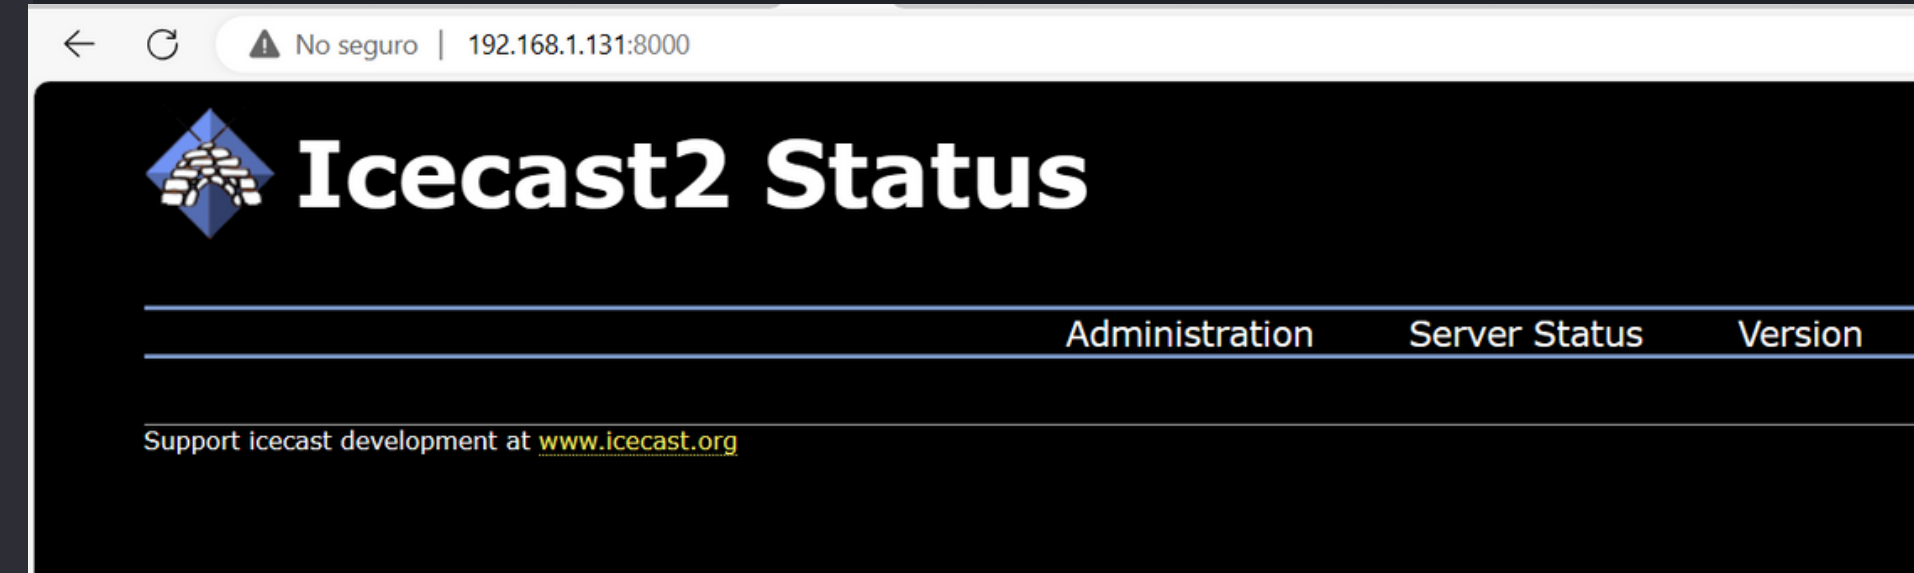 No seguro | 192.168.1.131:8000
Icecast2 Status
Administration Server Status Version
Support icecast development at www.icecast.org